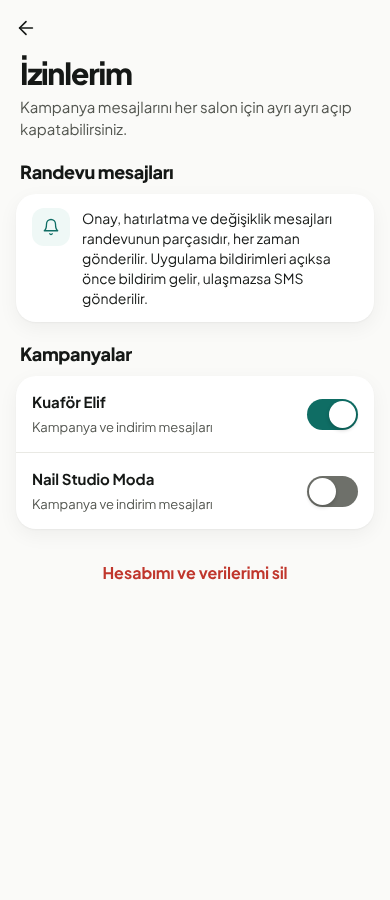 İzinlerim
Kampanya mesajlarını her salon için ayrı ayrı açıp
kapatabilirsiniz.
Randevu mesajları
Onay, hatırlatma ve değişiklik mesajları
randevunun parçasıdır, her zaman
gönderilir. Uygulama bildirimleri açıksa
önce bildirim gelir, ulaşmazsa SMS
gönderilir.
Kampanyalar
Kuaför Elif
Kampanya ve indirim mesajları
Nail Studio Moda
Kampanya ve indirim mesajları
Hesabımı ve verilerimi sil